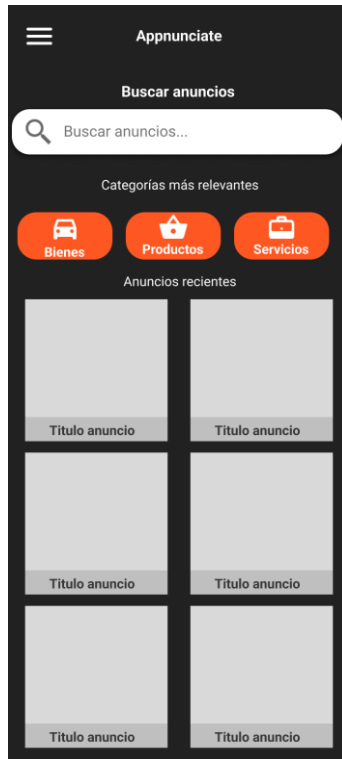 Appnunciate
Buscar anuncios
Buscar anuncios...
Categorías más relevantes
Bienes
Productos
Servicios
Anuncios recientes
Titulo anuncio
Titulo anuncio
Titulo anuncio
Titulo anuncio
Titulo anuncio
Titulo anuncio